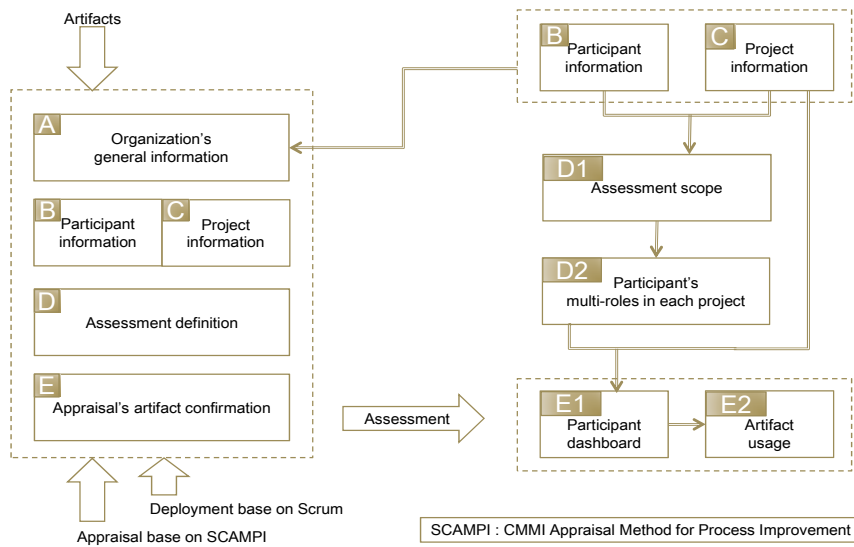 Artifacts
A
Organization's
general information
B
Participant
information
C
Project
information
D
Assessment definition
E
Appraisal's artifact confirmation
Deployment base on Scrum
Appraisal base on SCAMPI
Assessment
B
Participant
information
C
Project
information
D1
Assessment scope
D2
Participant's
multi-roles in each project
E1
Participant
dashboard
E2
Artifact
usage
SCAMPI : CMMI Appraisal Method for Process Improvement